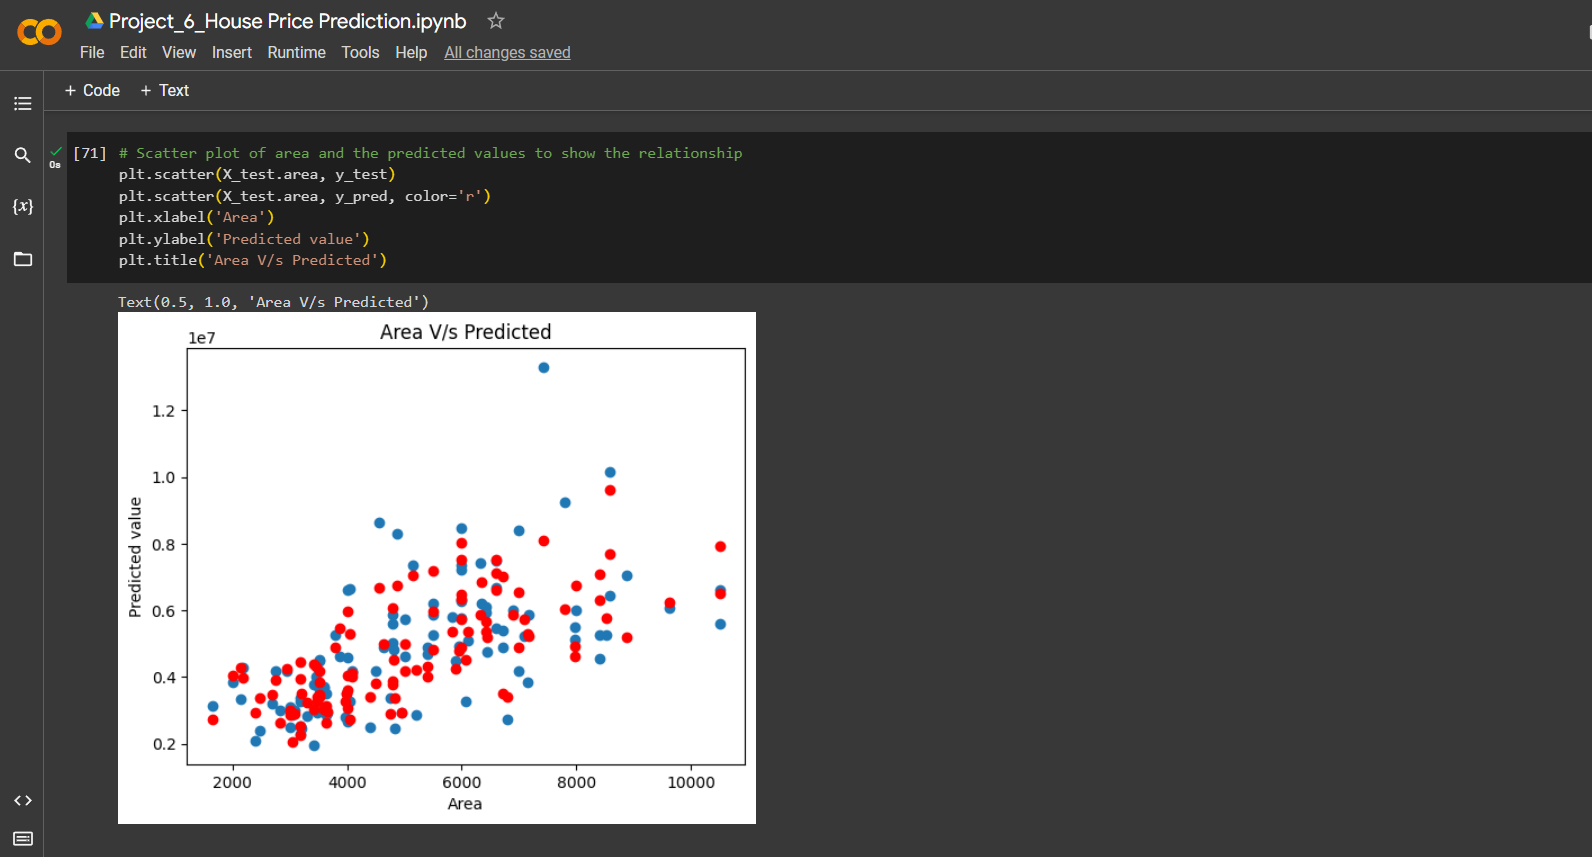 Project_6_House Price Prediction.ipynb
File Edit View Insert Runtime Tools Help All changes saved
+ Code + Text
{x}
0s
[71] # Scatter plot of area and the predicted values to show the relationship
plt.scatter(X_test.area, y_test)
plt.scatter(X_test.area, y_pred, color='r')
plt.xlabel('Area')
plt.ylabel('Predicted value')
plt.title('Area V/s Predicted')
Text(0.5, 1.0, 'Area V/s Predicted')
Area V/s Predicted
1e7
1.2
1.0
0.8
0.6
0.4
0.2
Predicted value
2000 4000 6000 8000 10000
Area